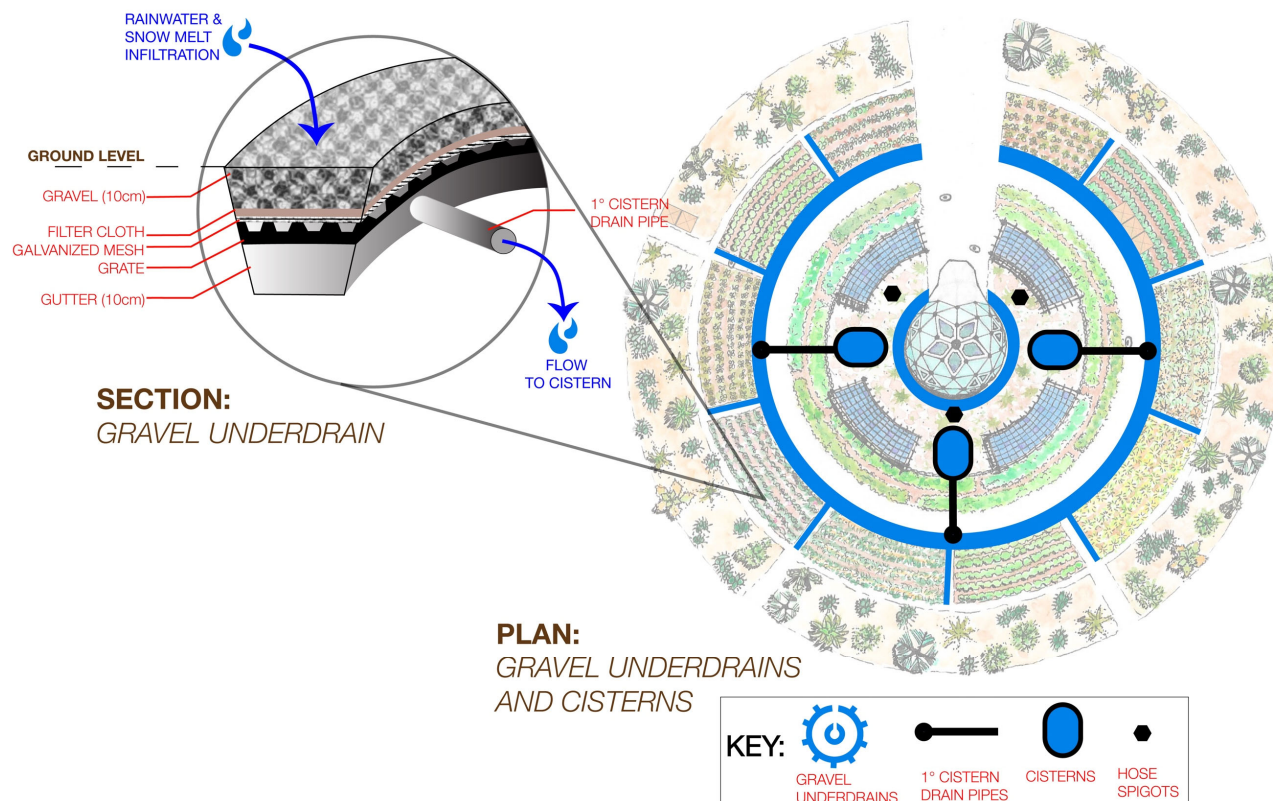 RAINWATER &
SNOW MELT
INFILTRATION
GROUND LEVEL
GRAVEL (10cm)
FILTER CLOTH
GALVANIZED MESH
GRATE
GUTTER (10cm)
1° CISTERN
DRAIN PIPE
FLOW
TO CISTERN
SECTION:
GRAVEL UNDERDRAIN
PLAN:
GRAVEL UNDERDRAINS
AND CISTERNS
KEY:
GRAVEL
UNDERDRAINS
1° CISTERN
DRAIN PIPES
CISTERNS
HOSE
SPIGOTS